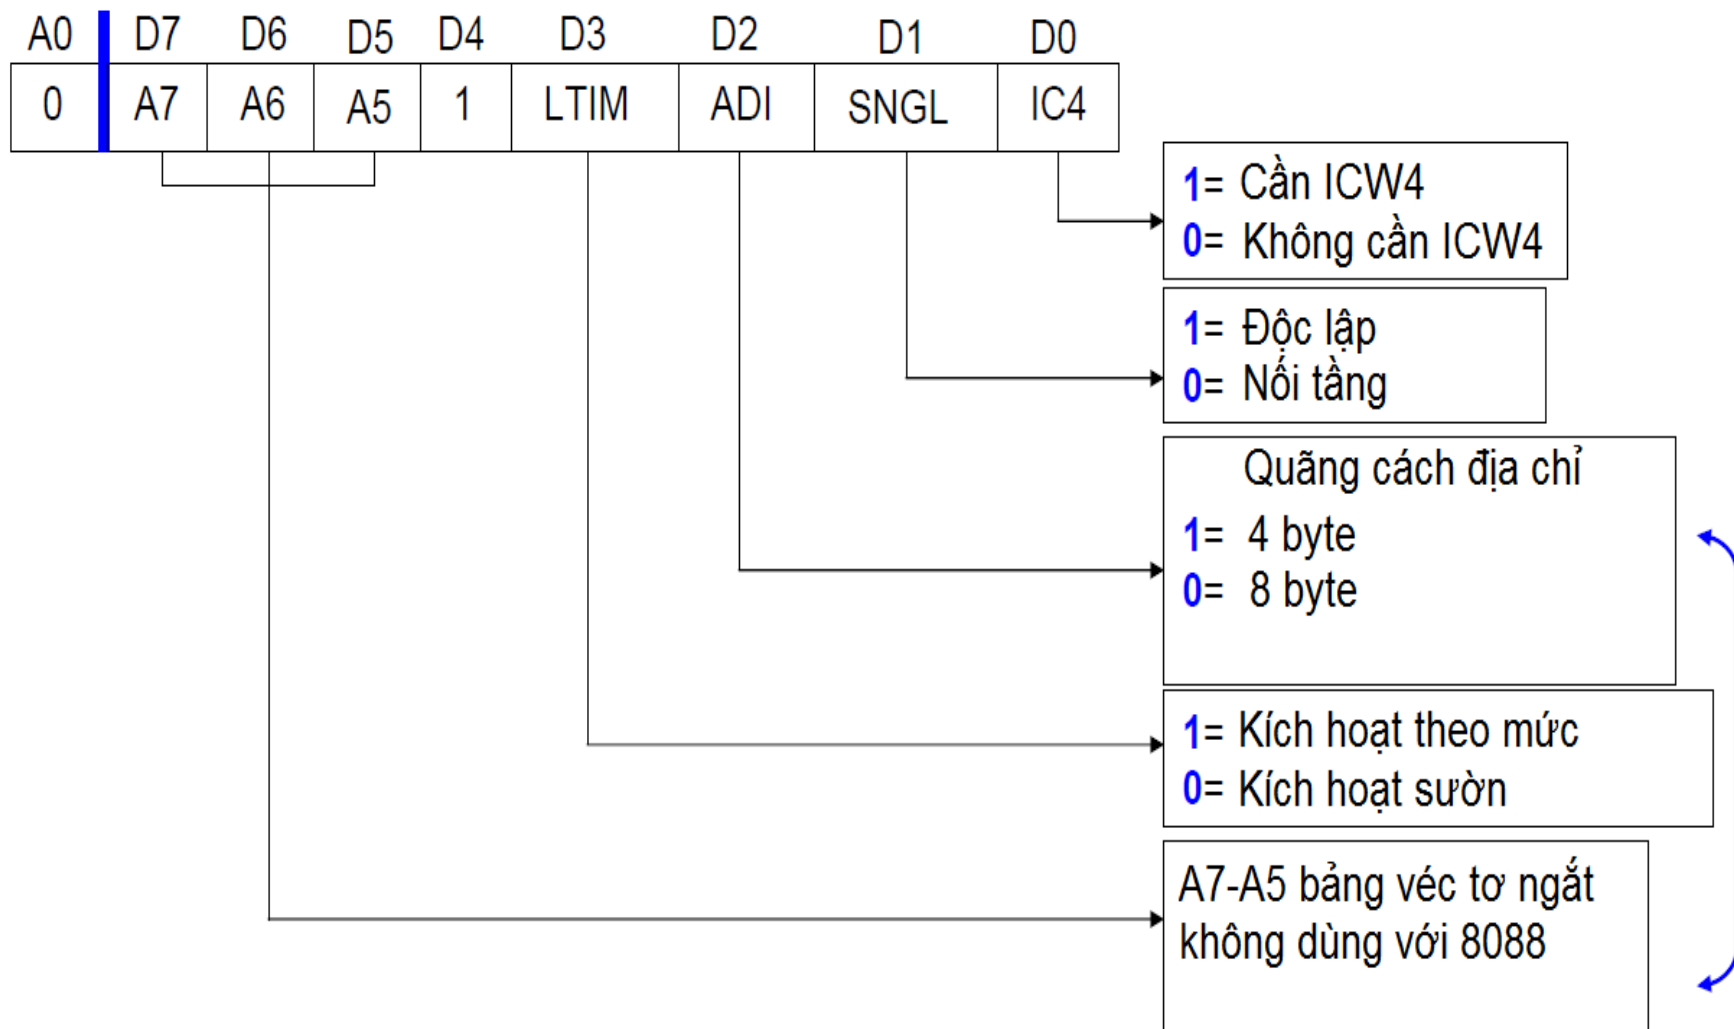 A0 D7 D6 D5 D4 D3 D2 D1 D0
0 A7 A6 A5 1 LTIM ADI SNGL IC4
1= Cần ICW4
0= Không cần ICW4
1= Độc lập
0= Nối tầng
Quãng cách địa chỉ
1= 4 byte
0= 8 byte
1= Kích hoạt theo mức
0= Kích hoạt sườn
A7-A5 bảng véc tơ ngắt
không dùng với 8088